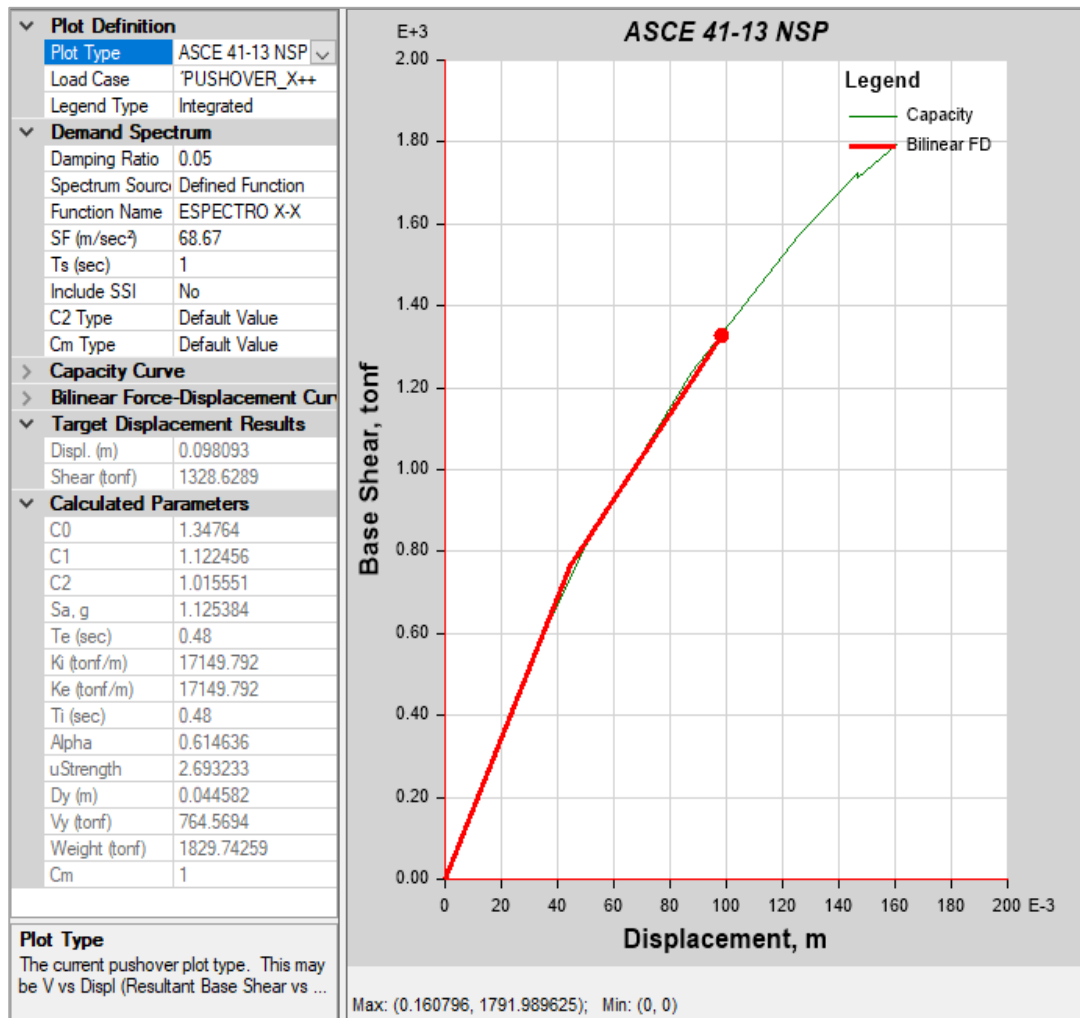 Plot Definition
Plot Type ASCE 41-13 NSP
Load Case 'PUSHOVER_X++
Legend Type Integrated
Demand Spectrum
Damping Ratio 0.05
Spectrum Sourc Defined Function
Function Name ESPECTRO X-X
SF (m/sec²) 68.67
Ts (sec) 1
Include SSI No
C2 Type Default Value
Cm Type Default Value
Capacity Curve
Bilinear Force-Displacement Cur
Target Displacement Results
Displ. (m) 0.098093
Shear (tonf) 1328.6289
Calculated Parameters
C0 1.34764
C1 1.122456
C2 1.015551
Sa, g 1.125384
Te (sec) 0.48
Ki (tonf/m) 17149.792
Ke (tonf/m) 17149.792
Ti (sec) 0.48
Alpha 0.614636
uStrength 2.693233
Dy (m) 0.044582
Vy (tonf) 764.5694
Weight (tonf) 1829.74259
Cm 1
Plot Type
The current pushover plot type. This may
be V vs Displ (Resultant Base Shear vs ...
ASCE 41-13 NSP
E+3
2.00
1.80
1.60
1.40
1.20
1.00
0.80
0.60
0.40
0.20
0.00
Base Shear, tonf
Legend
Capacity
Bilinear FD
0 20 40 60 80 100 120 140 160 180 200 E-3
Displacement, m
Max: (0.160796, 1791.989625); Min: (0, 0)